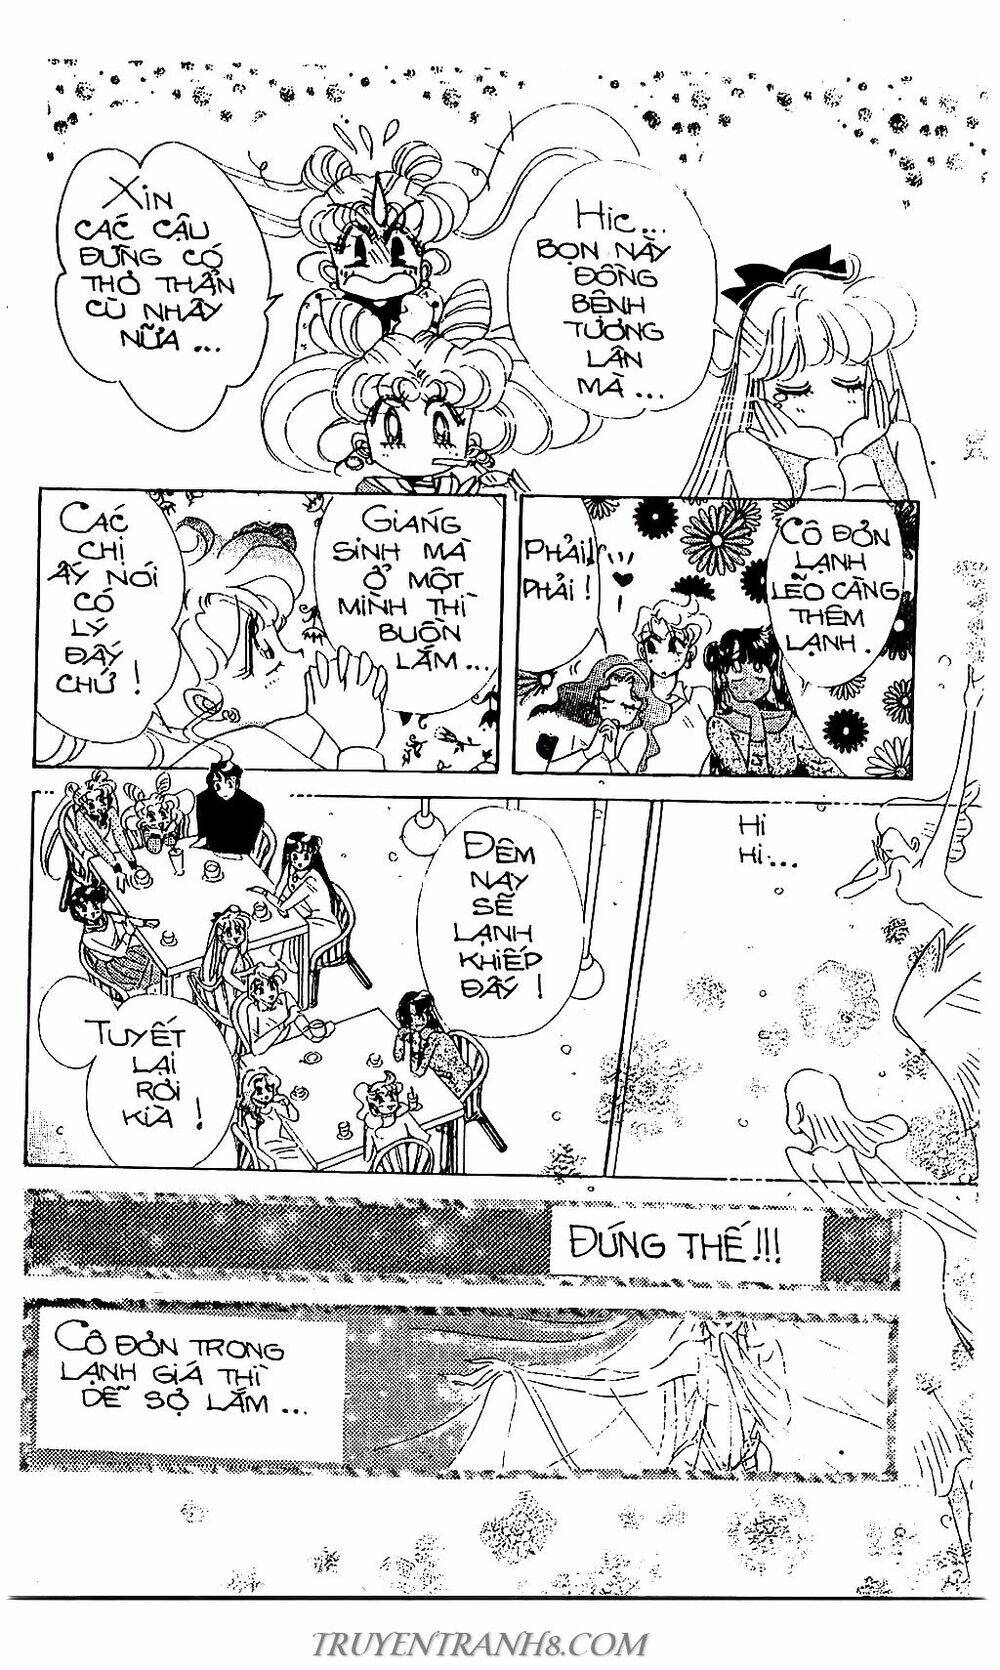 XIN
CÁC CẬU
ĐỪNG CÓ
THỞ THẨN
CÙ NHÂY
NỮA...
HIC...
BỌN NÀY
ĐỒNG
BỆNH
TƯƠNG
LÂN
MÀ...
CÁC
CHỊ
ẤY NÓI
CÓ
LÝ
ĐẤY
CHỨ!
GIÁNG
SINH MÀ
Ở MỘT
MÌNH THÌ
BUỒN
LẮM...
PHẢI!
PHẢI!
CÔ ĐƠN
LẠNH
LẼO CÀNG
THÊM
LẠNH.
ĐÊM
NAY
SẼ
LẠNH
KHIẾP
ĐẤY!
HI
HI...
TUYẾT
LẠI
RƠI
KÌA!
ĐÚNG THẾ!!!
CÔ ĐƠN TRONG
LẠNH GIÁ THÌ
DỄ SỢ LẮM...
TRUYENTRANH8.COM